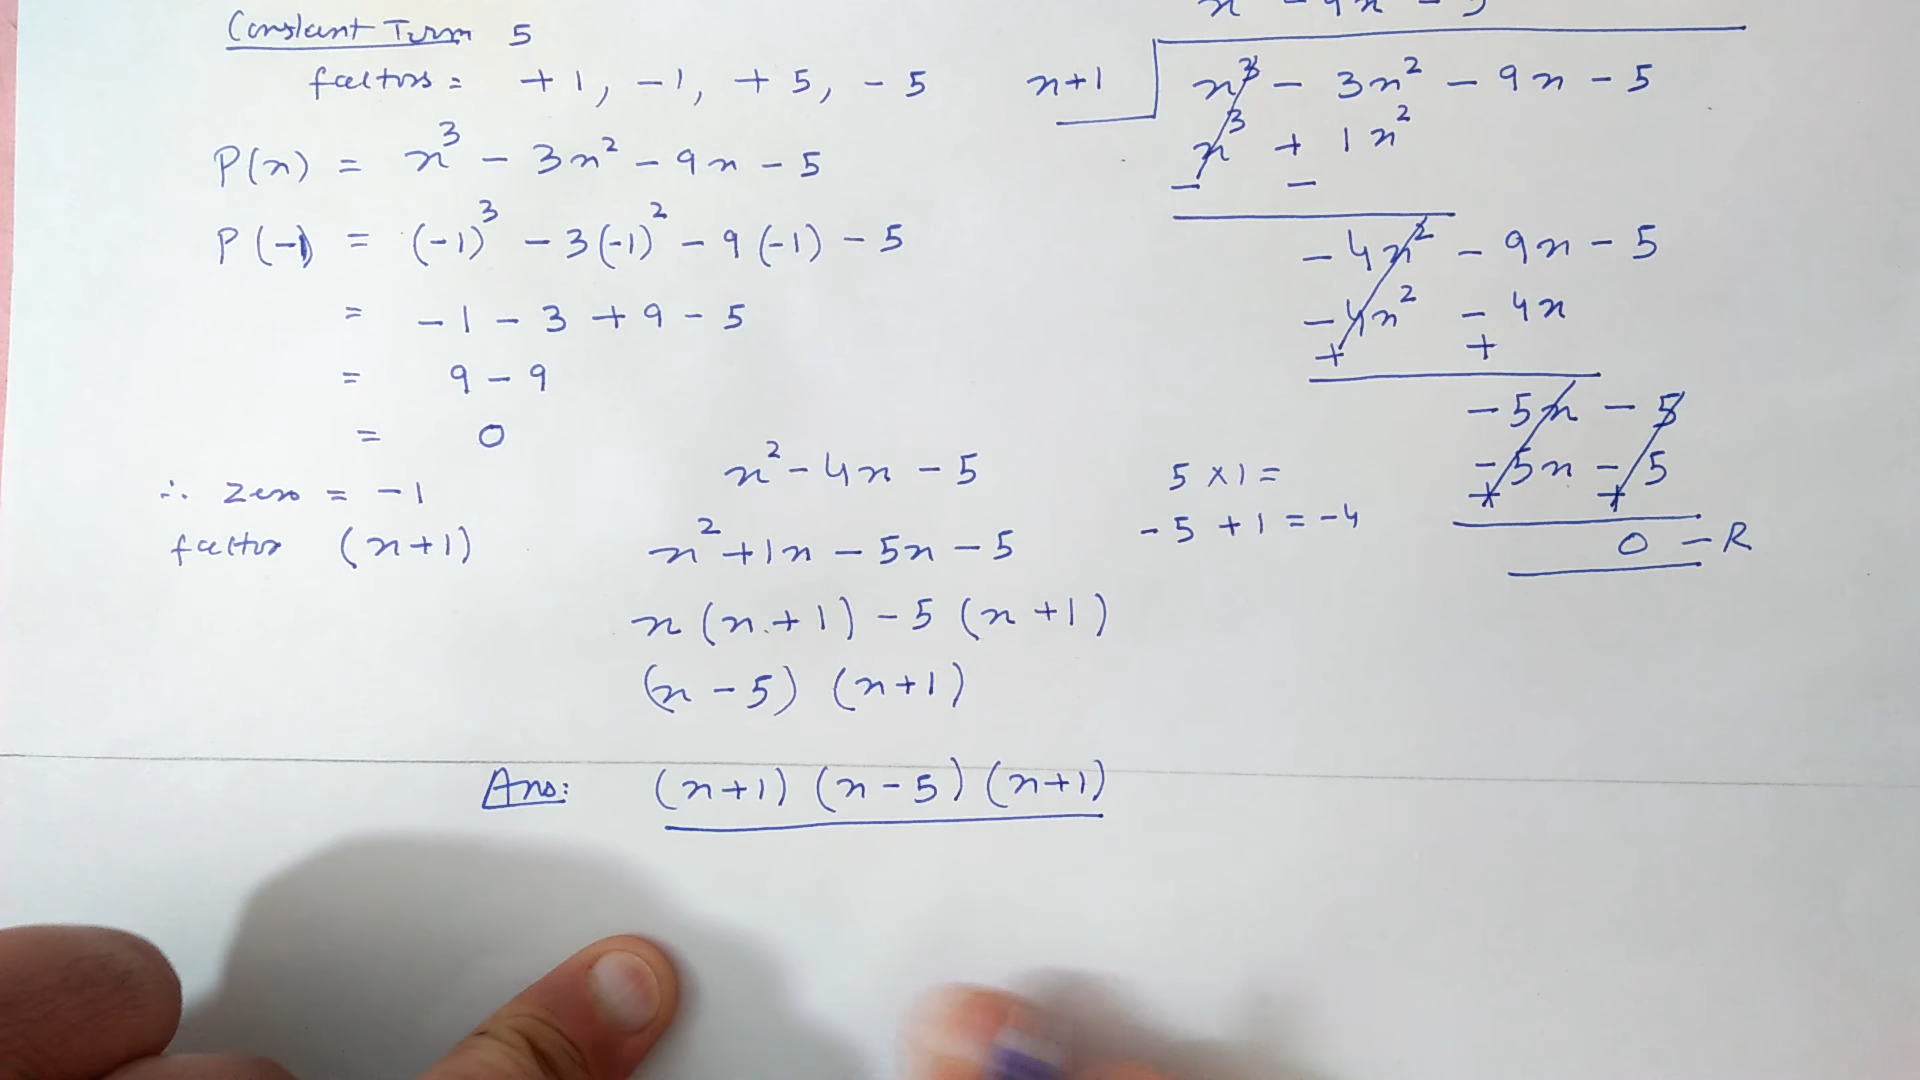 Constant Term 5
factors = +1, -1, +5, -5
P(x) = x³ - 3x² - 9x - 5
P(-1) = (-1)³ - 3(-1)² - 9(-1) - 5
= -1 - 3 + 9 - 5
= 9 - 9
= 0
∴ zero = -1
factor (x+1)
x² - 4x - 5
x² + 1x - 5x - 5
x(x+1) - 5(x+1)
(x-5) (x+1)
5 × 1 =
-5 + 1 = -4
x+1
x³ - 3x² - 9x - 5
x³ + 1x²
- -
-4x² - 9x - 5
-4x² - 4x
+ +
-5x - 5
-5x - 5
+ +
0 - R
Ans: (x+1) (x-5) (x+1)